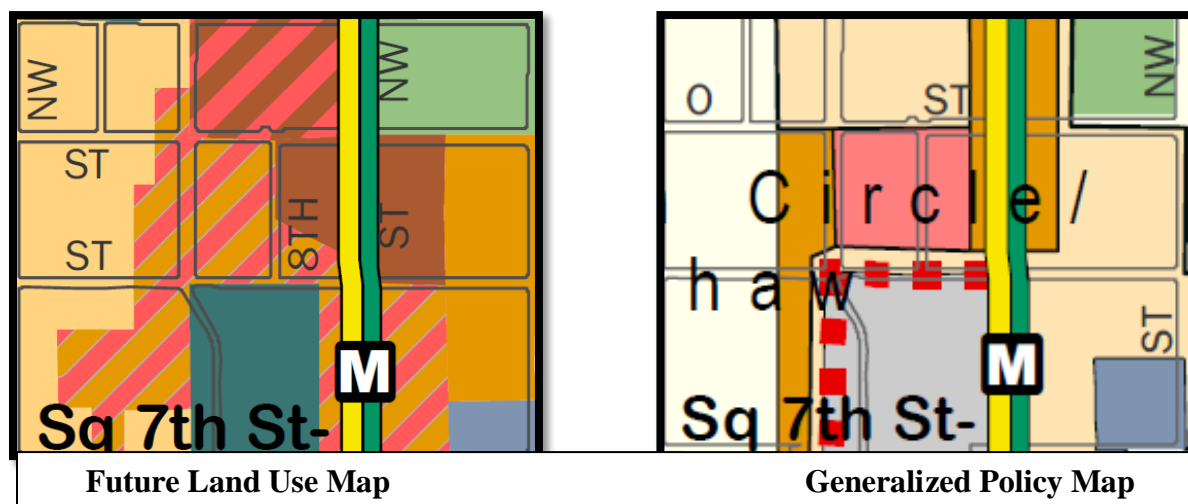 NW
NW
ST
ST
8TH
ST
M
Sq 7th St-
Future Land Use Map
O
ST
NW
Circle/
haw
ST
M
Sq 7th St-
Generalized Policy Map